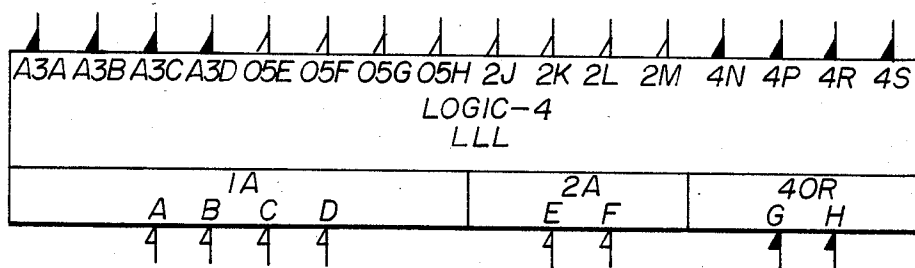 A3A A3B A3C A3D 05E 05F 05G 05H 2J 2K 2L 2M 4N 4P 4R 4S
LOGIC-4
LLL
1A 2A 4OR
A B C D E F G H